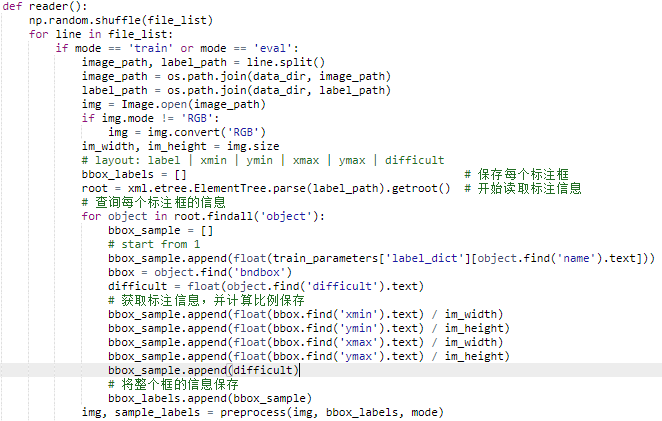 def reader():
    np.random.shuffle(file_list)
    for line in file_list:
        if mode == 'train' or mode == 'eval':
            image_path, label_path = line.split()
            image_path = os.path.join(data_dir, image_path)
            label_path = os.path.join(data_dir, label_path)
            img = Image.open(image_path)
            if img.mode != 'RGB':
                img = img.convert('RGB')
            im_width, im_height = img.size
            # layout: label | xmin | ymin | xmax | ymax | difficult
            bbox_labels = []                                          # 保存每个标注框
            root = xml.etree.ElementTree.parse(label_path).getroot()  # 开始读取标注信息
            # 查询每个标注框的信息
            for object in root.findall('object'):
                bbox_sample = []
                # start from 1
                bbox_sample.append(float(train_parameters['label_dict'][object.find('name').text]))
                bbox = object.find('bndbox')
                difficult = float(object.find('difficult').text)
                # 获取标注信息，并计算比例保存
                bbox_sample.append(float(bbox.find('xmin').text) / im_width)
                bbox_sample.append(float(bbox.find('ymin').text) / im_height)
                bbox_sample.append(float(bbox.find('xmax').text) / im_width)
                bbox_sample.append(float(bbox.find('ymax').text) / im_height)
                bbox_sample.append(difficult)
                # 将整个框的信息保存
                bbox_labels.append(bbox_sample)
            img, sample_labels = preprocess(img, bbox_labels, mode)